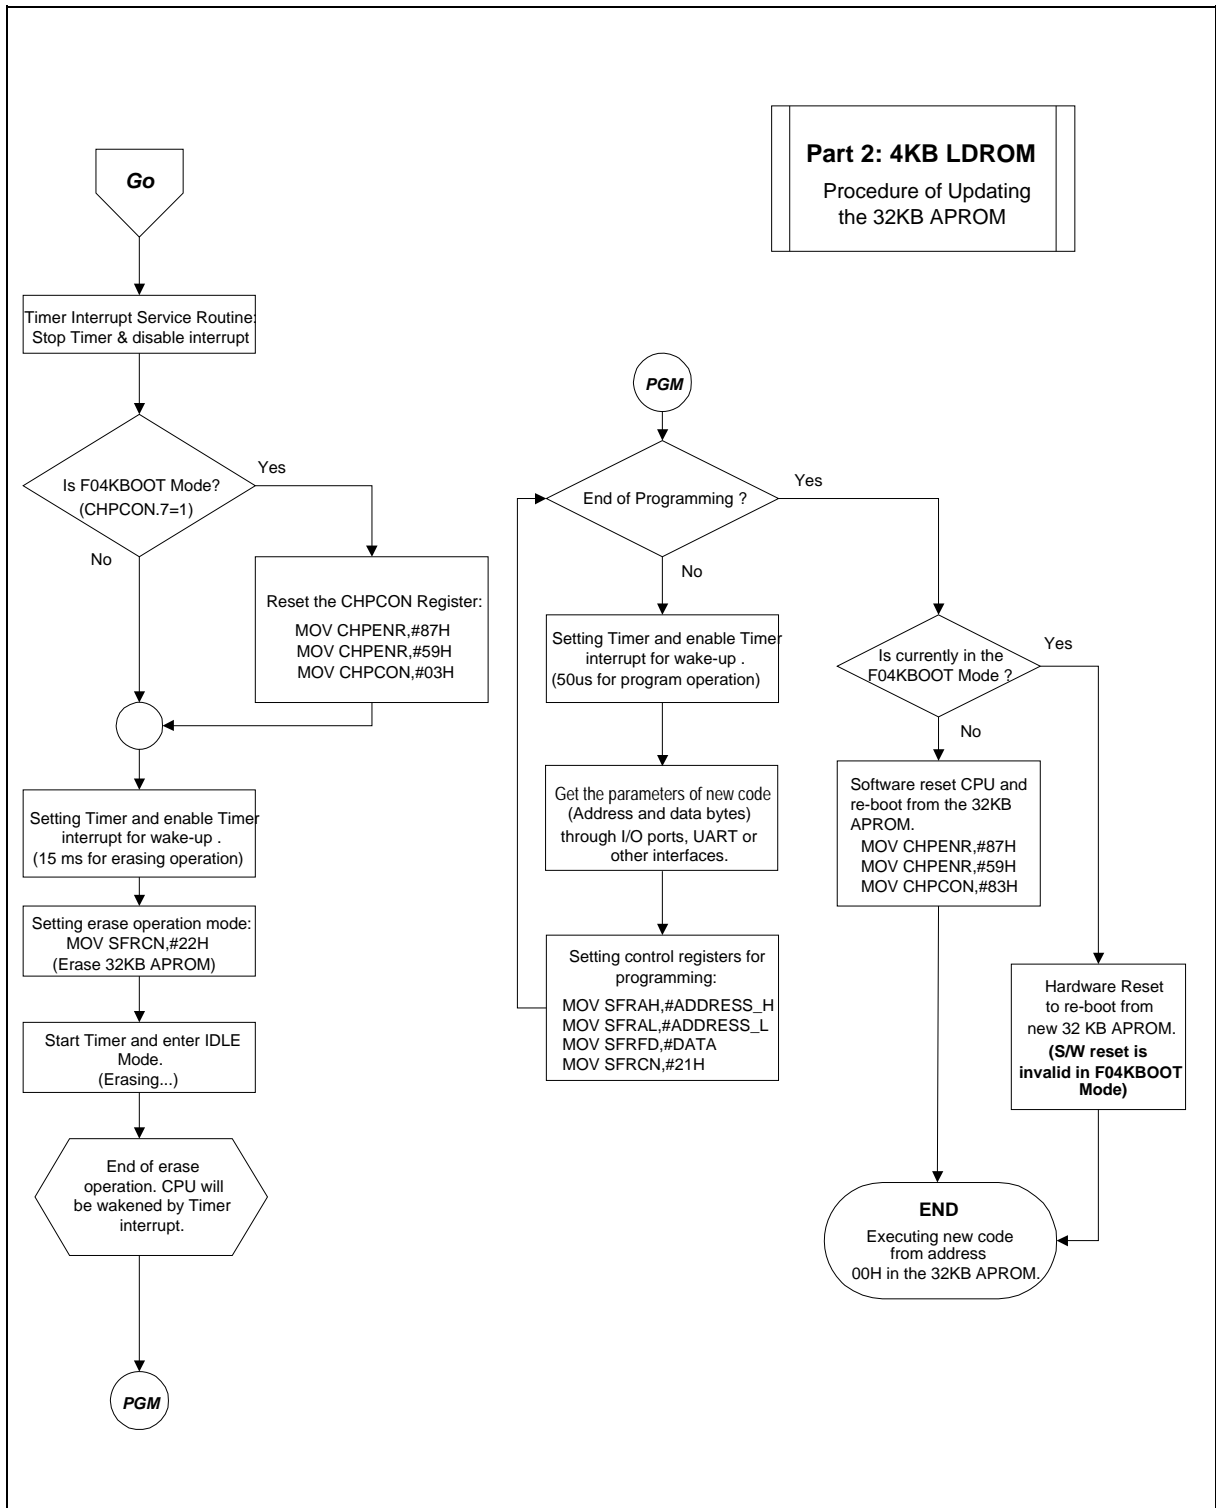 Part 2: 4KB LDROM
Procedure of Updating
the 32KB APROM
Go
Timer Interrupt Service Routine:
Stop Timer & disable interrupt
Is F04KBOOT Mode?
(CHPCON.7=1)
Yes
No
Reset the CHPCON Register:
MOV CHPENR,#87H
MOV CHPENR,#59H
MOV CHPCON,#03H
Setting Timer and enable Timer
interrupt for wake-up .
(15 ms for erasing operation)
Setting erase operation mode:
MOV SFRCN,#22H
(Erase 32KB APROM)
Start Timer and enter IDLE
Mode.
(Erasing...)
End of erase
operation. CPU will
be wakened by Timer
interrupt.
PGM
PGM
End of Programming ?
Yes
No
Setting Timer and enable Timer
interrupt for wake-up .
(50us for program operation)
Get the parameters of new code
(Address and data bytes)
through I/O ports, UART or
other interfaces.
Setting control registers for
programming:
MOV SFRAH,#ADDRESS_H
MOV SFRAL,#ADDRESS_L
MOV SFRFD,#DATA
MOV SFRCN,#21H
Is currently in the
F04KBOOT Mode ?
Yes
No
Software reset CPU and
re-boot from the 32KB
APROM.
MOV CHPENR,#87H
MOV CHPENR,#59H
MOV CHPCON,#83H
Hardware Reset
to re-boot from
new 32 KB APROM.
(S/W reset is
invalid in F04KBOOT
Mode)
END
Executing new code
from address
00H in the 32KB APROM.